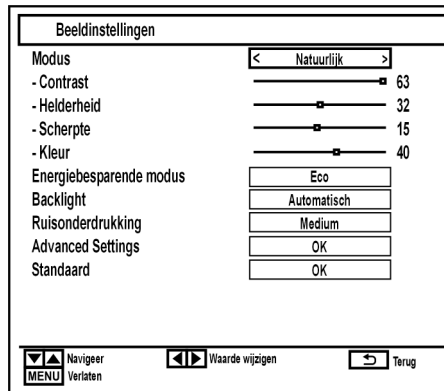 Beeldinstellingen
Modus < Natuurlijk >
- Contrast 63
- Helderheid 32
- Scherpte 15
- Kleur 40
Energiebesparende modus Eco
Backlight Automatisch
Ruisonderdrukking Medium
Advanced Settings OK
Standaard OK
Navigeer Waarde wijzigen Terug
MENU Verlaten